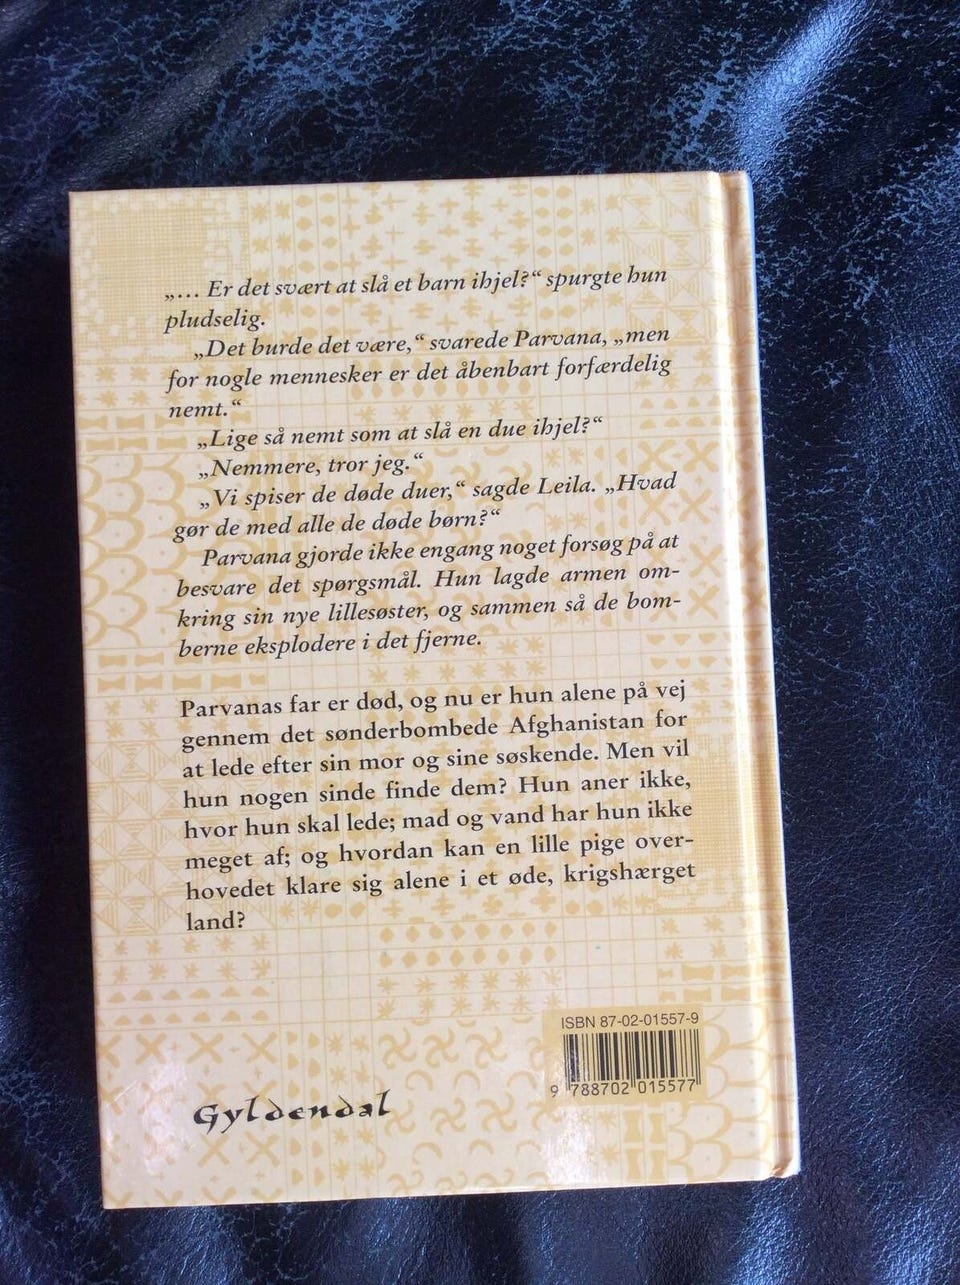 „… Er det svært at slå et barn ihjel?“ spurgte hun
pludselig.
„Det burde det være,“ svarede Parvana, „men
for nogle mennesker er det åbenbart forfærdelig
nemt.“
„Lige så nemt som at slå en due ihjel?“
„Nemmere, tror jeg.“
„Vi spiser de døde duer,“ sagde Leila. „Hvad
gør de med alle de døde børn?“
Parvana gjorde ikke engang noget forsøg på at
besvare det spørgsmål. Hun lagde armen om-
kring sin nye lillesøster, og sammen så de bom-
berne eksplodere i det fjerne.
Parvanas far er død, og nu er hun alene på vej
gennem det sønderbombede Afghanistan for
at lede efter sin mor og sine søskende. Men vil
hun nogen sinde finde dem? Hun aner ikke,
hvor hun skal lede; mad og vand har hun ikke
meget af; og hvordan kan en lille pige over-
hovedet klare sig alene i et øde, krigshærget
land?
ISBN 87-02-01557-9
9 788702 015577
Gyldendal